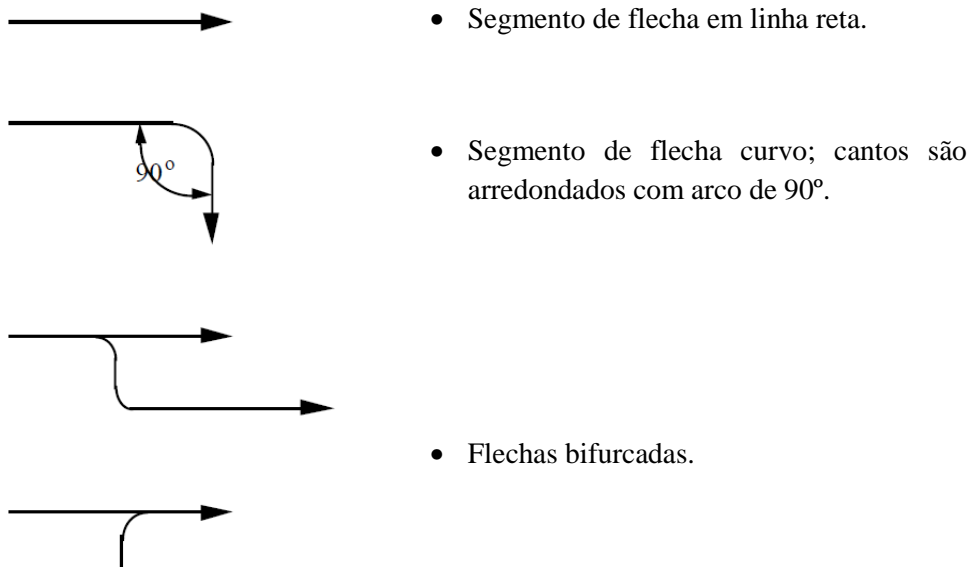 • Segmento de flecha em linha reta.
90º
• Segmento de flecha curvo; cantos são
arredondados com arco de 90º.
• Flechas bifurcadas.